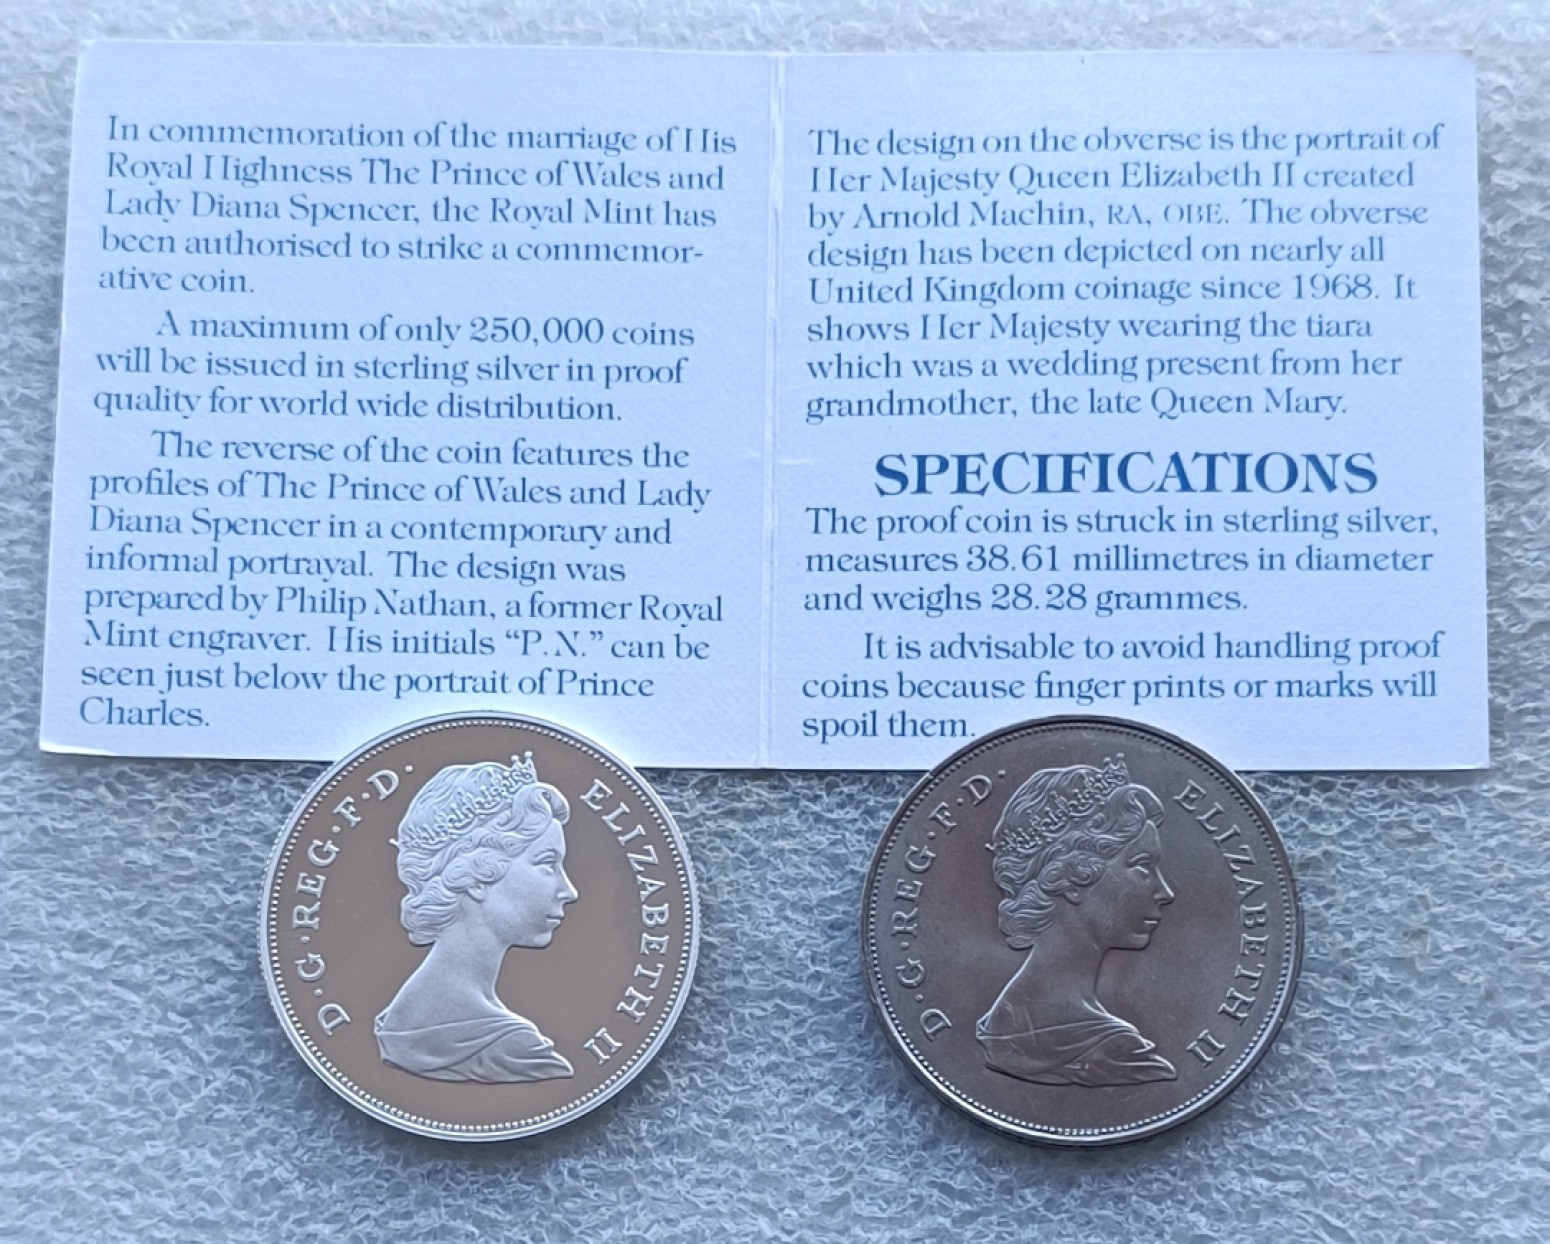 In commemoration of the marriage of His
Royal Highness The Prince of Wales and
Lady Diana Spencer, the Royal Mint has
been authorised to strike a commemor-
ative coin.
A maximum of only 250,000 coins
will be issued in sterling silver in proof
quality for world wide distribution.
The reverse of the coin features the
profiles of The Prince of Wales and Lady
Diana Spencer in a contemporary and
informal portrayal. The design was
prepared by Philip Nathan, a former Royal
Mint engraver. His initials “P.N.” can be
seen just below the portrait of Prince
Charles.
The design on the obverse is the portrait of
Her Majesty Queen Elizabeth II created
by Arnold Machin, RA, OBE. The obverse
design has been depicted on nearly all
United Kingdom coinage since 1968. It
shows Her Majesty wearing the tiara
which was a wedding present from her
grandmother, the late Queen Mary.
SPECIFICATIONS
The proof coin is struck in sterling silver,
measures 38.61 millimetres in diameter
and weighs 28.28 grammes.
It is advisable to avoid handling proof
coins because finger prints or marks will
spoil them.
D·G·REG·F·D· ELIZABETH II
D·G·REG·F·D· ELIZABETH II